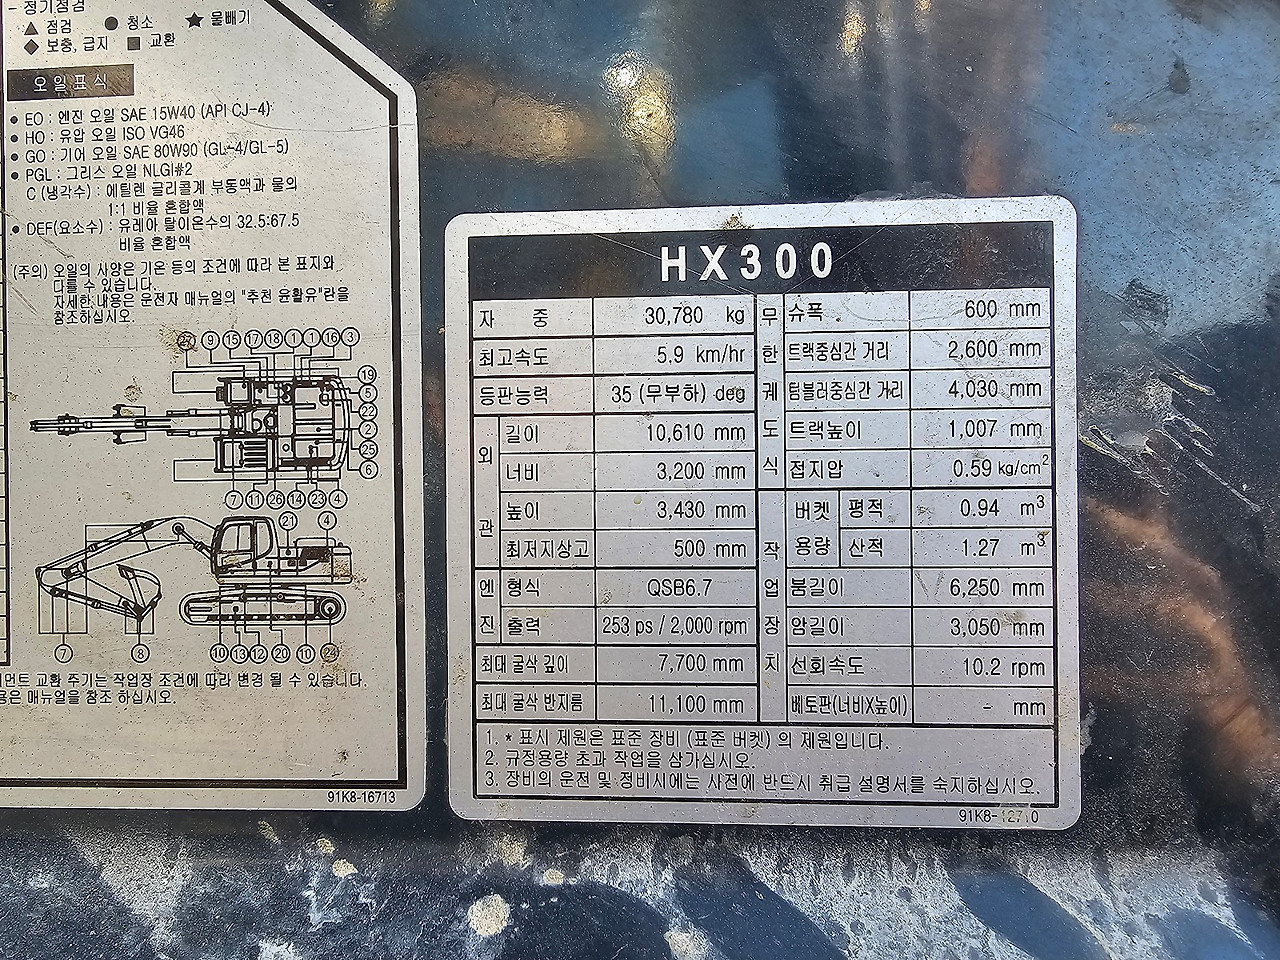 - 정기점검
▲ 점검 ● 청소 ★ 물빼기
◆ 보충, 급지 ■ 교환
오일표식
● EO : 엔진 오일 SAE 15W40 (API CJ-4)
● HO : 유압 오일 ISO VG46
● GO : 기어 오일 SAE 80W90 (GL-4/GL-5)
● PGL : 그리스 오일 NLGI#2
C (냉각수) : 에틸렌 글리콜계 부동액과 물의
1:1 비율 혼합액
● DEF(요소수) : 유레아 탈이온수의 32.5:67.5
비율 혼합액
(주의) 오일의 사양은 기온 등의 조건에 따라 본 표지와
다를 수 있습니다.
자세한 내용은 운전자 매뉴얼의 "추천 윤활유"란을
참조하십시오.
27 9 15 17 18 1 1 16 3
19
5
22
2
25
6
7 11 26 14 23 4
21 4
7 8 10 13 12 20 10 24
먼트 교환 주기는 작업장 조건에 따라 변경 될 수 있습니다.
용은 매뉴얼을 참조 하십시오.
91K8-16713
HX300
자 중 30,780 kg
최고속도 5.9 km/hr
등판능력 35 (무부하) deg
외관
길이 10,610 mm
너비 3,200 mm
높이 3,430 mm
최저지상고 500 mm
엔진
형식 QSB6.7
출력 253 ps / 2,000 rpm
최대 굴삭 깊이 7,700 mm
최대 굴삭 반지름 11,100 mm
무한궤도식
슈폭 600 mm
트랙중심간 거리 2,600 mm
텀블러중심간 거리 4,030 mm
트랙높이 1,007 mm
접지압 0.59 kg/cm²
작업장치
버켓용량 평적 0.94 m³
산적 1.27 m³
붐길이 6,250 mm
암길이 3,050 mm
선회속도 10.2 rpm
베토판(너비X높이) - mm
1. * 표시 제원은 표준 장비 (표준 버켓) 의 제원입니다.
2. 규정용량 초과 작업을 삼가십시오.
3. 장비의 운전 및 정비시에는 사전에 반드시 취급 설명서를 숙지하십시오.
91K8-12710